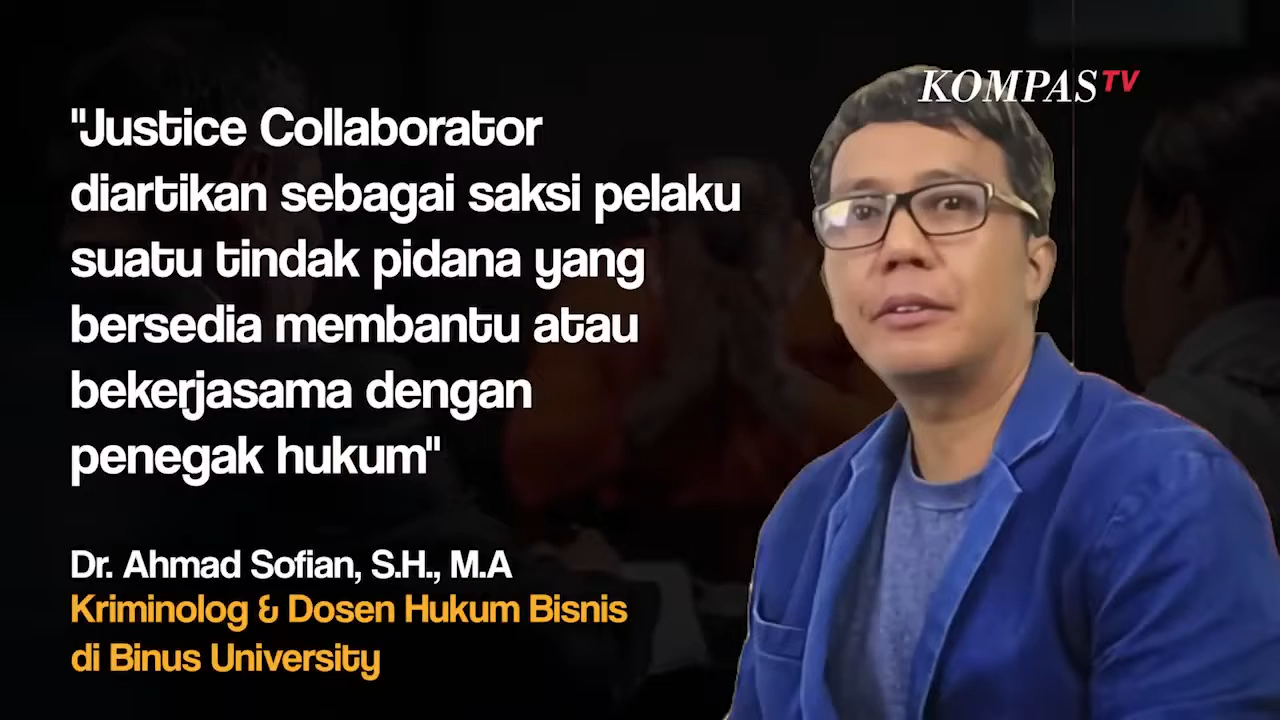 KOMPAS TV
"Justice Collaborator
diartikan sebagai saksi pelaku
suatu tindak pidana yang
bersedia membantu atau
bekerjasama dengan
penegak hukum"
Dr. Ahmad Sofian, S.H., M.A
Kriminolog & Dosen Hukum Bisnis
di Binus University